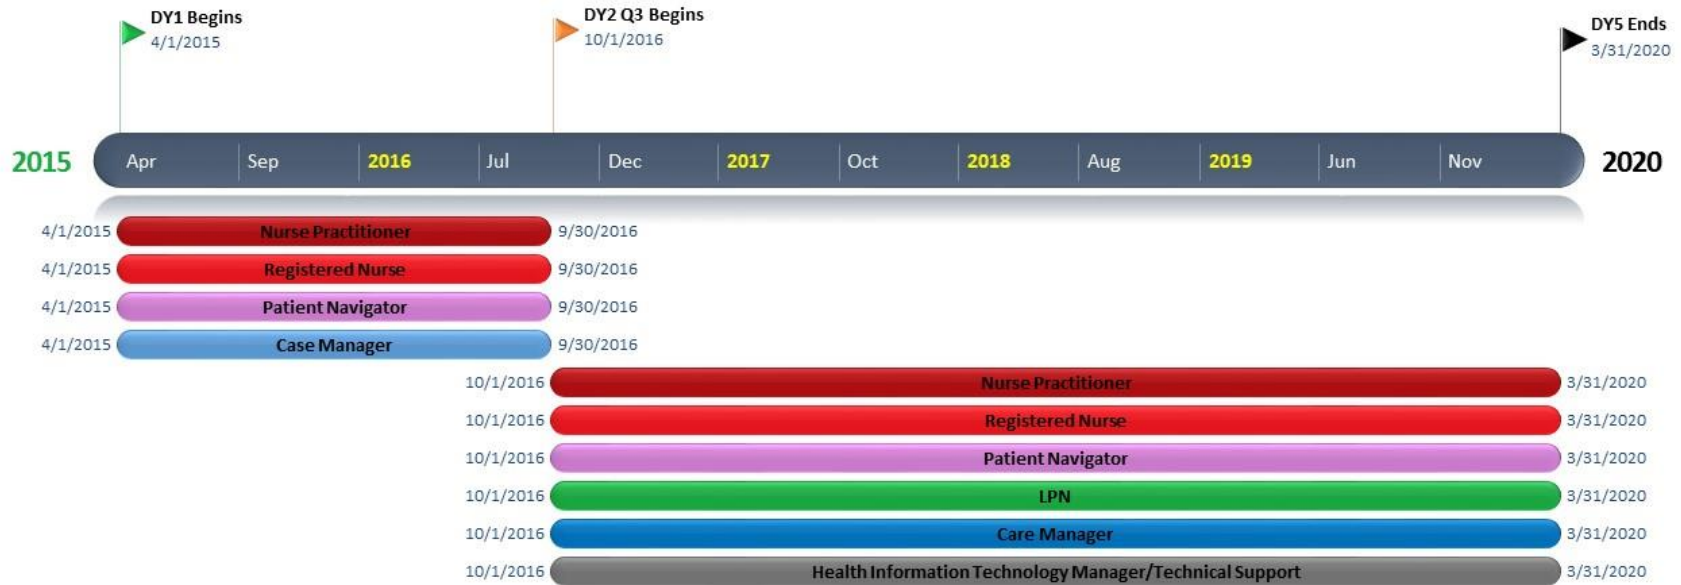 DY1 Begins
4/1/2015
DY2 Q3 Begins
10/1/2016
DY5 Ends
3/31/2020
2015 Apr Sep 2016 Jul Dec 2017 Oct 2018 Aug 2019 Jun Nov 2020
4/1/2015 Nurse Practitioner 9/30/2016
4/1/2015 Registered Nurse 9/30/2016
4/1/2015 Patient Navigator 9/30/2016
4/1/2015 Case Manager 9/30/2016
10/1/2016 Nurse Practitioner 3/31/2020
10/1/2016 Registered Nurse 3/31/2020
10/1/2016 Patient Navigator 3/31/2020
10/1/2016 LPN 3/31/2020
10/1/2016 Care Manager 3/31/2020
10/1/2016 Health Information Technology Manager/Technical Support 3/31/2020